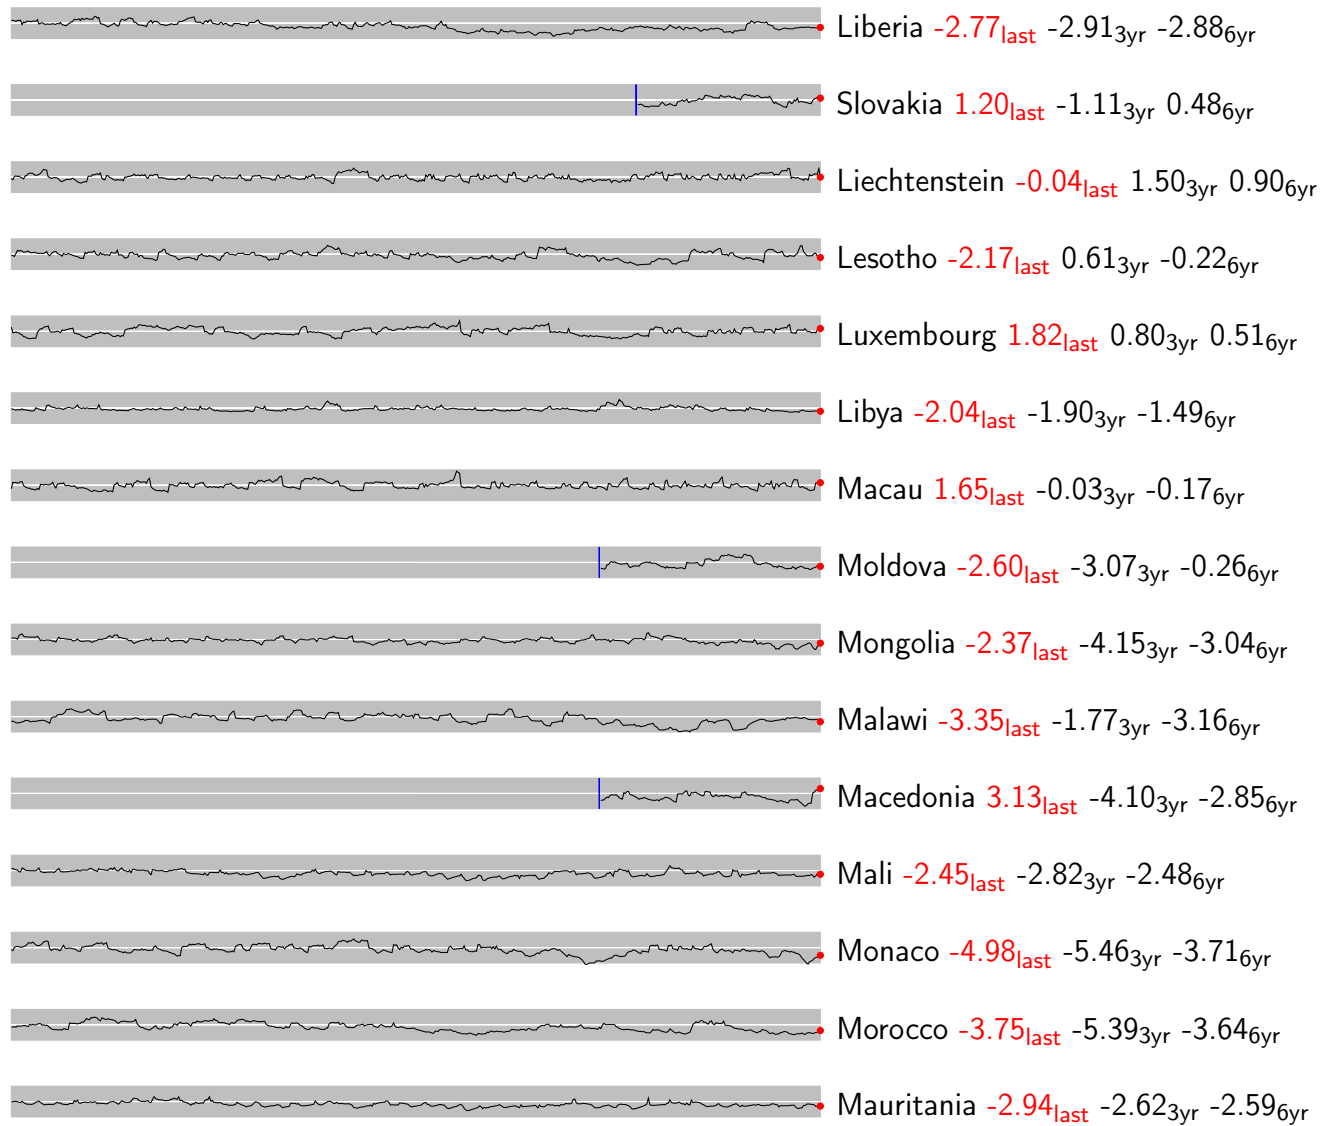 Liberia -2.77last -2.913yr -2.886yr
Slovakia 1.20last -1.113yr 0.486yr
Liechtenstein -0.04last 1.503yr 0.906yr
Lesotho -2.17last 0.613yr -0.226yr
Luxembourg 1.82last 0.803yr 0.516yr
Libya -2.04last -1.903yr -1.496yr
Macau 1.65last -0.033yr -0.176yr
Moldova -2.60last -3.073yr -0.266yr
Mongolia -2.37last -4.153yr -3.046yr
Malawi -3.35last -1.773yr -3.166yr
Macedonia 3.13last -4.103yr -2.856yr
Mali -2.45last -2.823yr -2.486yr
Monaco -4.98last -5.463yr -3.716yr
Morocco -3.75last -5.393yr -3.646yr
Mauritania -2.94last -2.623yr -2.596yr